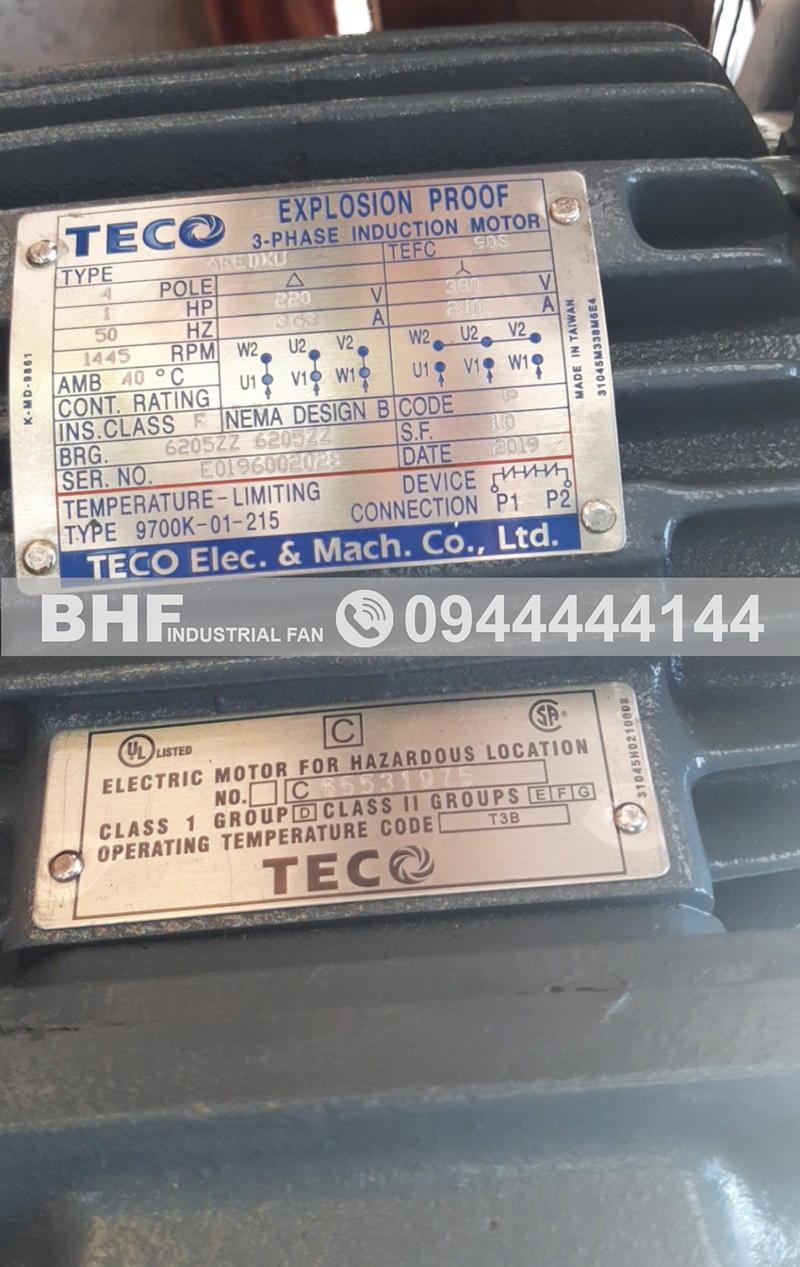 TECO
EXPLOSION PROOF
3-PHASE INDUCTION MOTOR
TYPE TEFC 90S
4 POLE
1 HP 220 V 380 V
50 HZ A A
1445 RPM
W2 U2 V2 W2 U2 V2
U1 V1 W1 U1 V1 W1
AMB 40 °C
CONT. RATING
INS.CLASS F NEMA DESIGN B CODE
BRG. 6205ZZ 6205ZZ S.F. 1.0
SER. NO. DATE 2019
TEMPERATURE-LIMITING DEVICE
TYPE 9700K-01-215 CONNECTION P1 P2
TECO Elec. & Mach. Co., Ltd.
K-MD-9861
MADE IN TAIWAN
31045M338M6E4
BHF INDUSTRIAL FAN 0944444144
UL LISTED C SA
ELECTRIC MOTOR FOR HAZARDOUS LOCATION
NO. C 65531975
CLASS 1 GROUP D CLASS II GROUPS E F G
OPERATING TEMPERATURE CODE T3B
TECO
31045H0210008